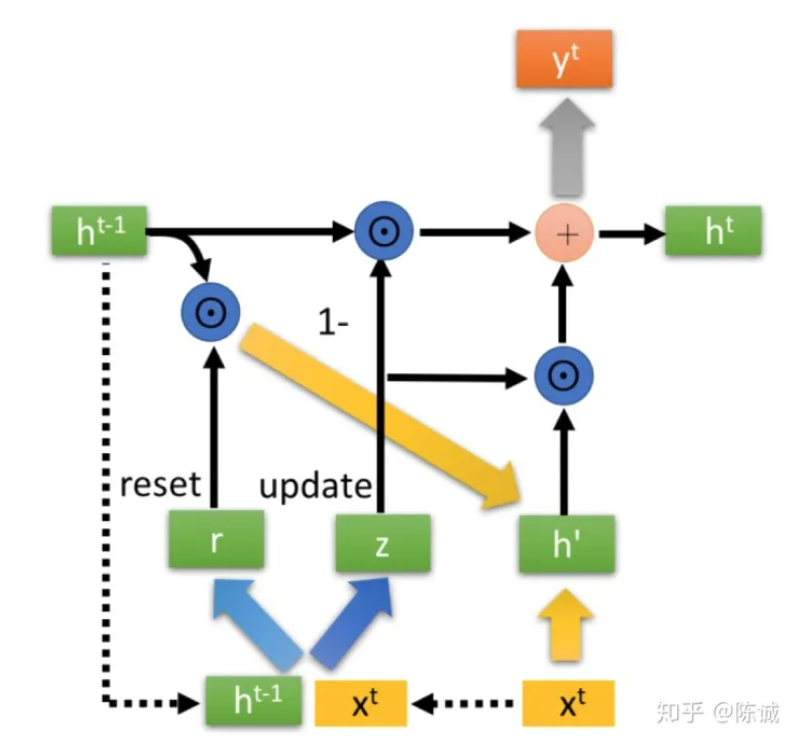 yᵗ
hᵗ⁻¹
⊙
+
hᵗ
⊙
1-
⊙
reset
update
r
z
h'
hᵗ⁻¹
xᵗ
xᵗ
知乎 @陈诚